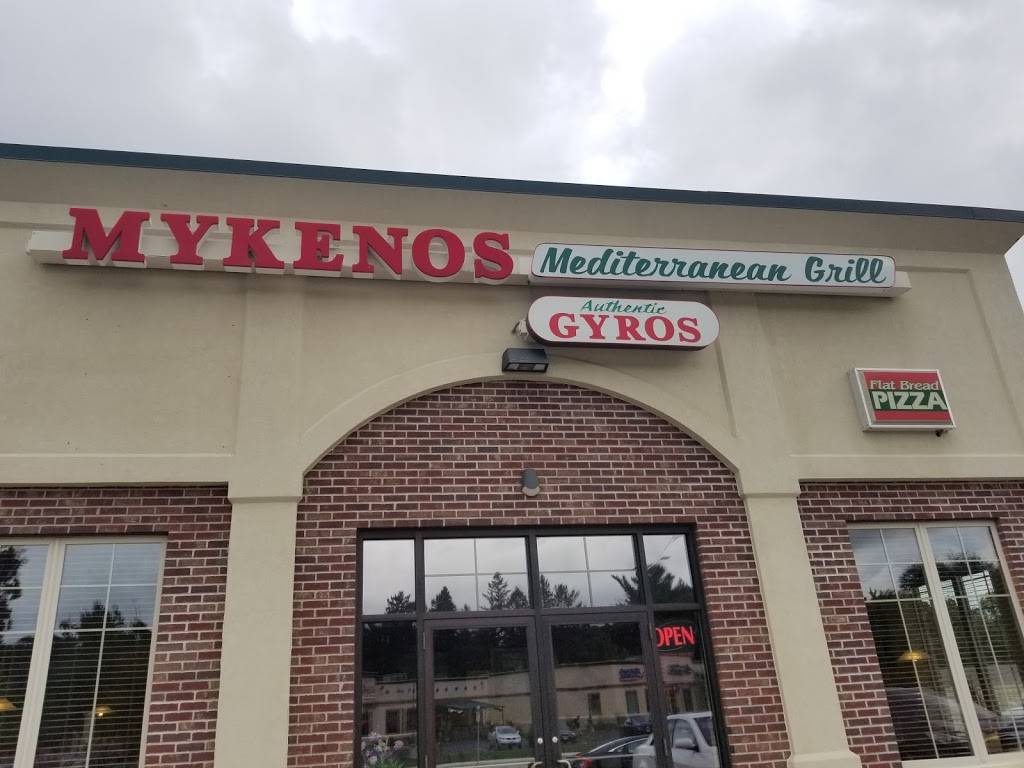 MYKENOS
Mediterranean Grill
Authentic
GYROS
Flat Bread
PIZZA
OPEN